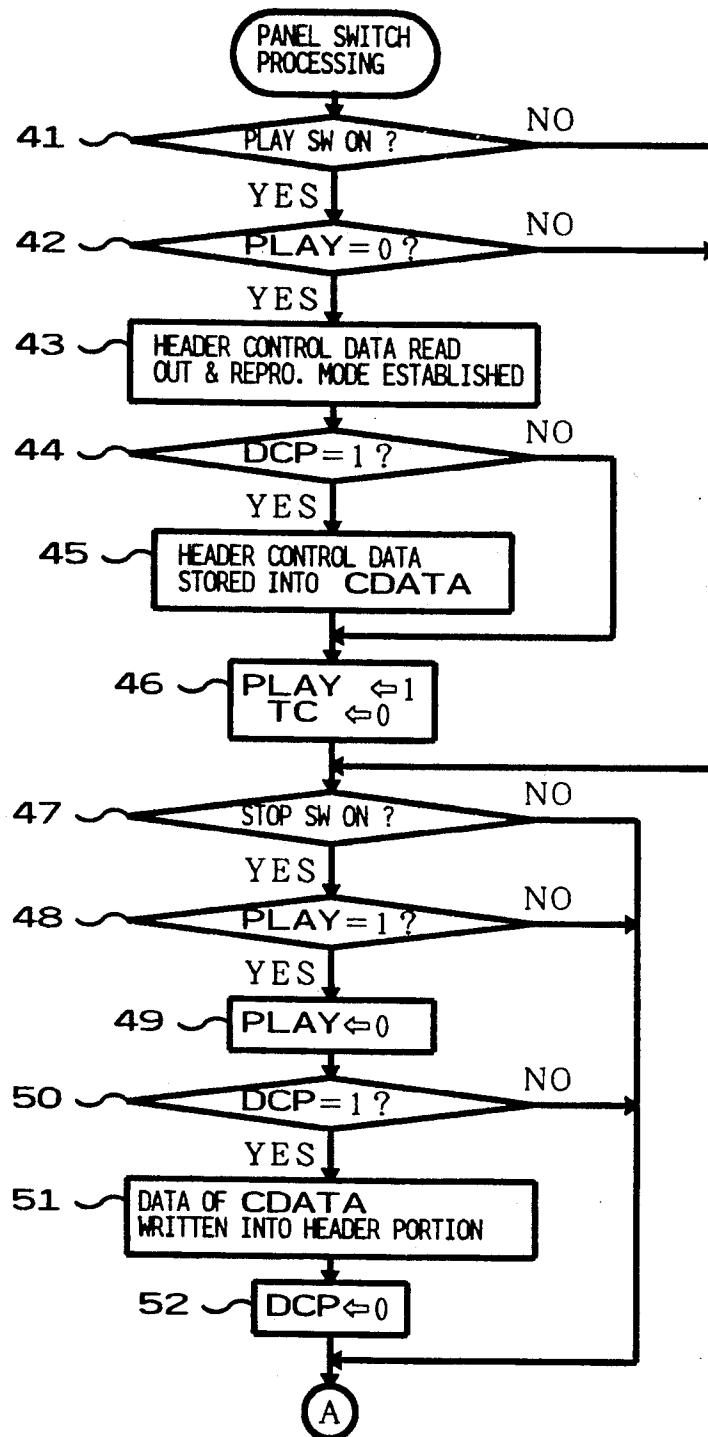 PANEL SWITCH
PROCESSING
41
PLAY SW ON ?
NO
YES
42
PLAY = 0 ?
NO
YES
43
HEADER CONTROL DATA READ
OUT & REPRO. MODE ESTABLISHED
44
DCP = 1 ?
NO
YES
45
HEADER CONTROL DATA
STORED INTO CDATA
46
PLAY ⇐ 1
TC ⇐ 0
47
STOP SW ON ?
NO
YES
48
PLAY = 1 ?
NO
YES
49
PLAY ⇐ 0
50
DCP = 1 ?
NO
YES
51
DATA OF CDATA
WRITTEN INTO HEADER PORTION
52
DCP ⇐ 0
A